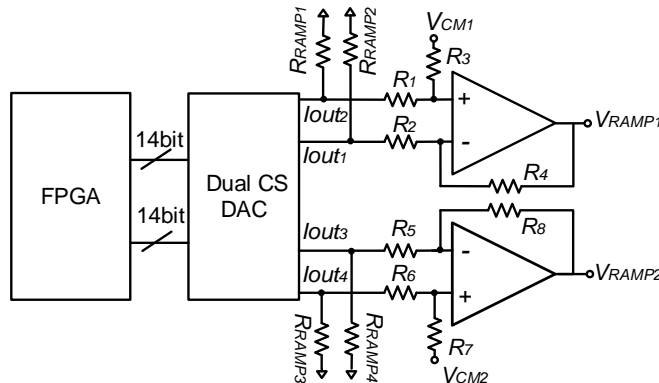 RRAMP1
RRAMP2
VCM1
R3
R1
+
Iout2
R2
VRAMP1
14bit
Iout1
-
R4
FPGA
Dual CS
DAC
14bit
R8
Iout3
R5
-
Iout4
R6
VRAMP2
+
RRAMP3
RRAMP4
R7
VCM2